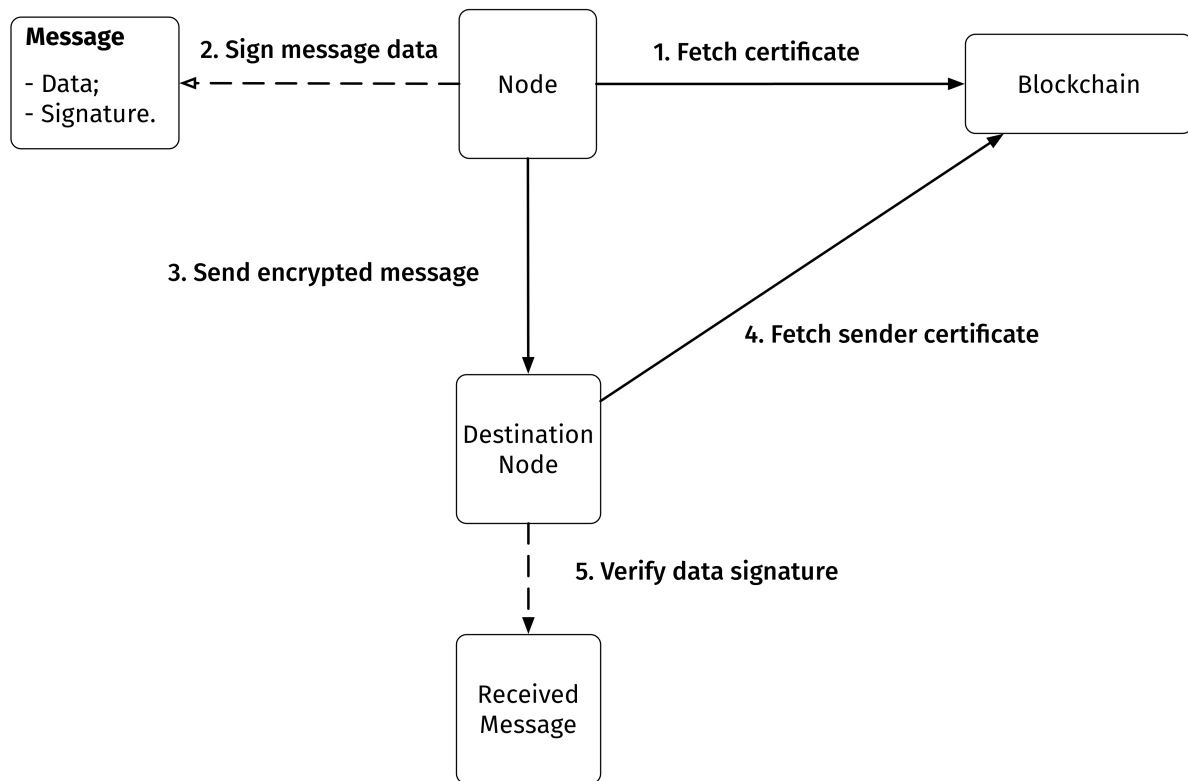 Message
- Data;
- Signature.
2. Sign message data
Node
1. Fetch certificate
Blockchain
3. Send encrypted message
4. Fetch sender certificate
Destination
Node
5. Verify data signature
Received
Message